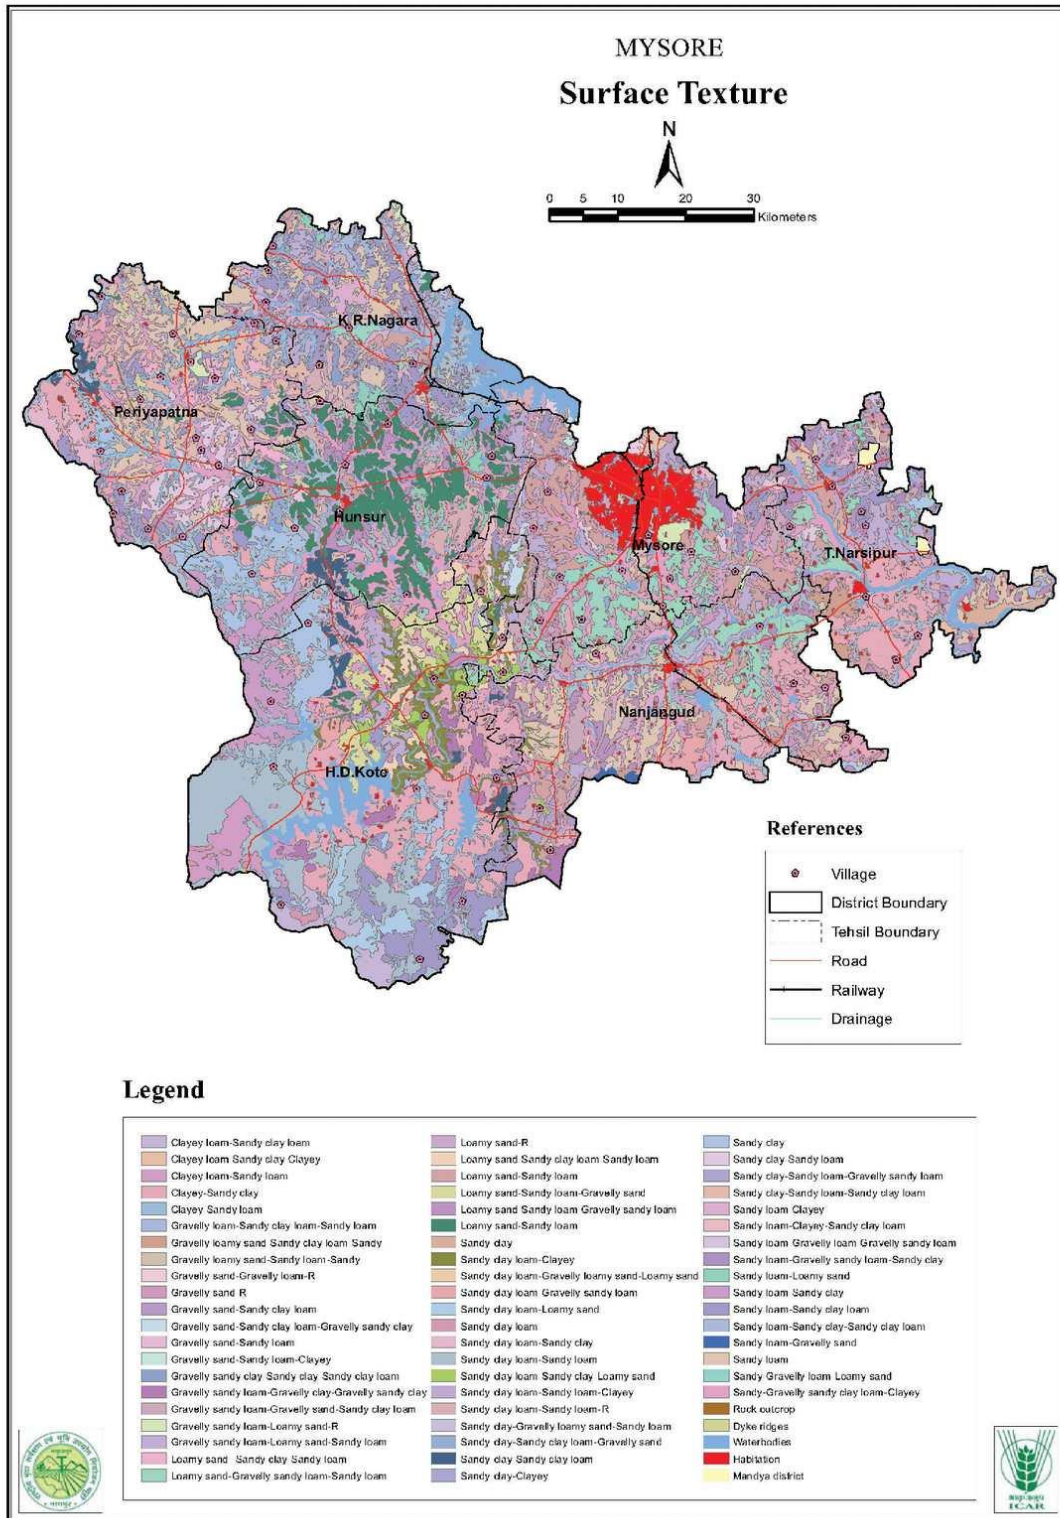 MYSORE
Surface Texture
N
0 5 10 20 30
Kilometers
K.R.Nagara
Periyapatna
Hunsur
Mysore
T.Narsipur
Nanjangud
H.D.Kote
References
Village
District Boundary
Tehsil Boundary
Road
Railway
Drainage
Legend
Clayey loam-Sandy clay loam
Clayey loam Sandy clay Clayey
Clayey loam-Sandy loam
Clayey-Sandy clay
Clayey Sandy loam
Gravelly loam-Sandy clay loam-Sandy loam
Gravelly loamy sand Sandy clay loam Sandy
Gravelly loamy sand-Sandy loam-Sandy
Gravelly sand-Gravelly loam-R
Gravelly sand R
Gravelly sand-Sandy clay loam
Gravelly sand-Sandy clay loam-Gravelly sandy clay
Gravelly sand-Sandy loam
Gravelly sand-Sandy loam-Clayey
Gravelly sandy clay Sandy clay Sandy clay loam
Gravelly sandy loam-Gravelly clay-Gravelly sandy clay
Gravelly sandy loam-Gravelly sand-Sandy clay loam
Gravelly sandy loam-Loamy sand-R
Gravelly sandy loam-Loamy sand-Sandy loam
Loamy sand Sandy clay Sandy loam
Loamy sand-Gravelly sandy loam-Sandy loam
Loamy sand-R
Loamy sand Sandy clay loam Sandy loam
Loamy sand-Sandy loam
Loamy sand-Sandy loam-Gravelly sand
Loamy sand Sandy loam Gravelly sandy loam
Loamy sand-Sandy loam
Sandy clay
Sandy clay loam-Clayey
Sandy clay loam-Gravelly loamy sand-Loamy sand
Sandy clay loam Gravelly sandy loam
Sandy clay loam-Loamy sand
Sandy clay loam
Sandy clay loam-Sandy clay
Sandy clay loam-Sandy loam
Sandy clay loam Sandy clay Loamy sand
Sandy clay loam-Sandy loam-Clayey
Sandy clay loam-Sandy loam-R
Sandy clay-Gravelly loamy sand-Sandy loam
Sandy clay-Sandy clay loam-Gravelly sand
Sandy clay Sandy clay loam
Sandy clay-Clayey
Sandy clay
Sandy clay Sandy loam
Sandy clay-Sandy loam-Gravelly sandy loam
Sandy clay-Sandy loam-Sandy clay loam
Sandy loam Clayey
Sandy loam-Clayey-Sandy clay loam
Sandy loam Gravelly loam Gravelly sandy loam
Sandy loam-Gravelly sandy loam-Sandy clay
Sandy loam-Loamy sand
Sandy loam Sandy clay
Sandy loam-Sandy clay loam
Sandy loam-Sandy clay-Sandy clay loam
Sandy loam-Gravelly sand
Sandy loam
Sandy Gravelly loam Loamy sand
Sandy-Gravelly sandy clay loam-Clayey
Rock outcrop
Dyke ridges
Waterbodies
Habitation
Mandya district
ICAR